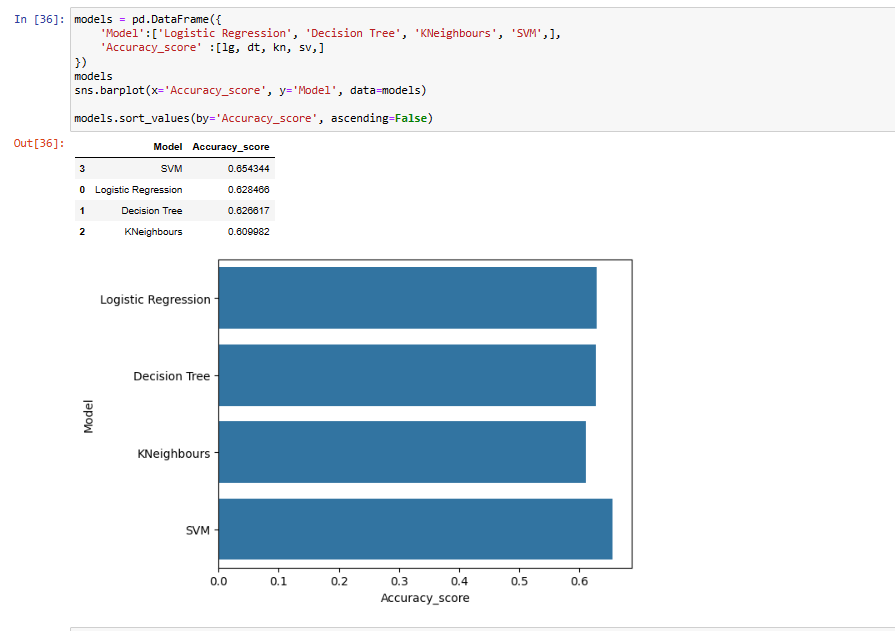 In [36]: models = pd.DataFrame({
'Model':['Logistic Regression', 'Decision Tree', 'KNeighbours', 'SVM',],
'Accuracy_score' :[lg, dt, kn, sv,]
})
models
sns.barplot(x='Accuracy_score', y='Model', data=models)
models.sort_values(by='Accuracy_score', ascending=False)
Out[36]:
Model Accuracy_score
3 SVM 0.654344
0 Logistic Regression 0.628466
1 Decision Tree 0.626617
2 KNeighbours 0.609982
Logistic Regression
Decision Tree
Model
KNeighbours
SVM
0.0 0.1 0.2 0.3 0.4 0.5 0.6
Accuracy_score